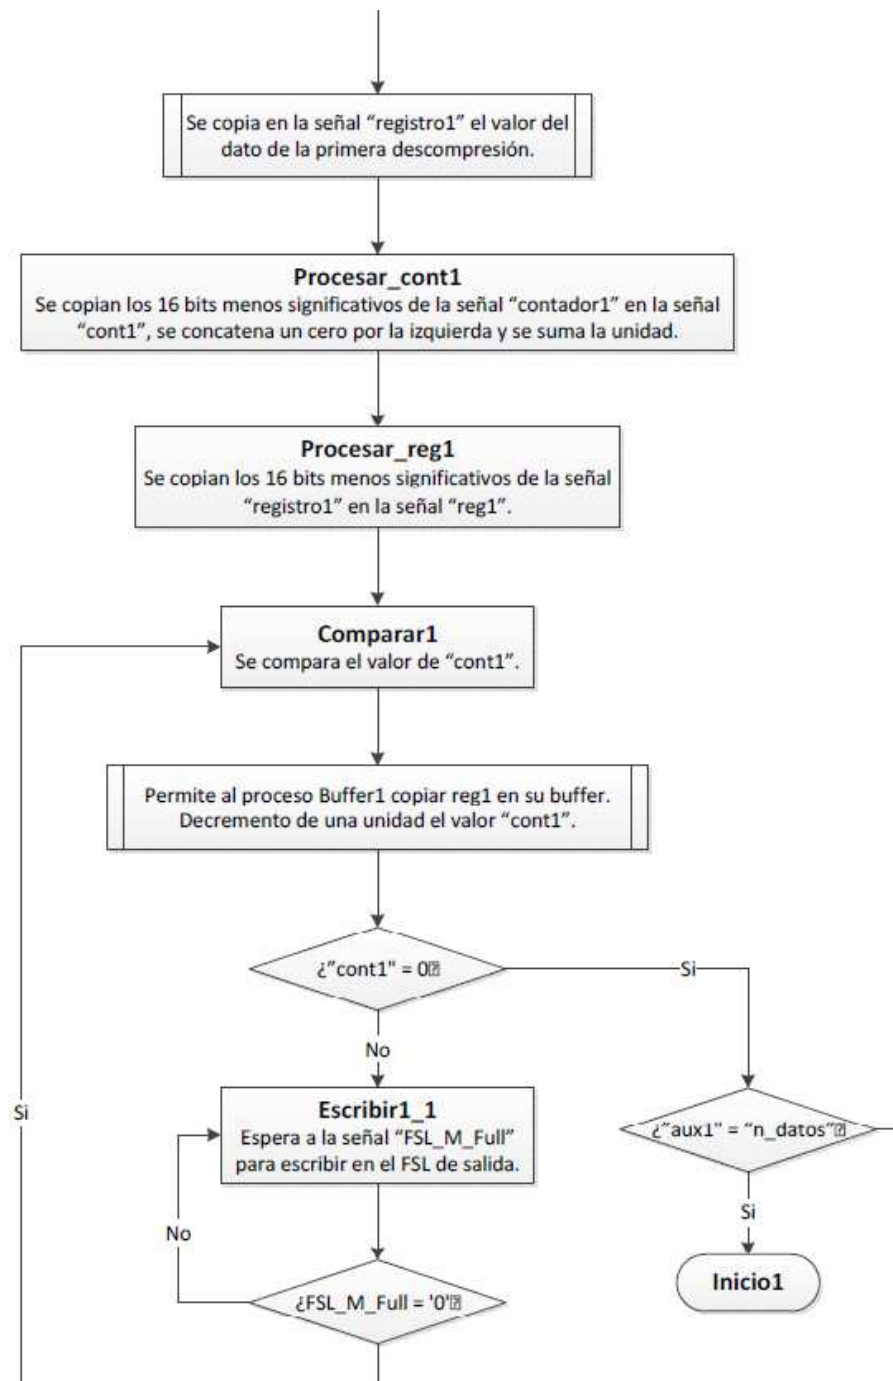 Se copia en la señal “registro1” el valor del
dato de la primera descompresión.
Procesar_cont1
Se copian los 16 bits menos significativos de la señal “contador1” en la señal
“cont1”, se concatena un cero por la izquierda y se suma la unidad.
Procesar_reg1
Se copian los 16 bits menos significativos de la señal
“registro1” en la señal “reg1”.
Comparar1
Se compara el valor de “cont1”.
Permite al proceso Buffer1 copiar reg1 en su buffer.
Decremento de una unidad el valor “cont1”.
¿”cont1" = 0⍰
Si
No
Escribir1_1
Espera a la señal “FSL_M_Full”
para escribir en el FSL de salida.
Si
¿”aux1" = “n_datos”⍰
No
Si
¿FSL_M_Full = '0'⍰
Inicio1